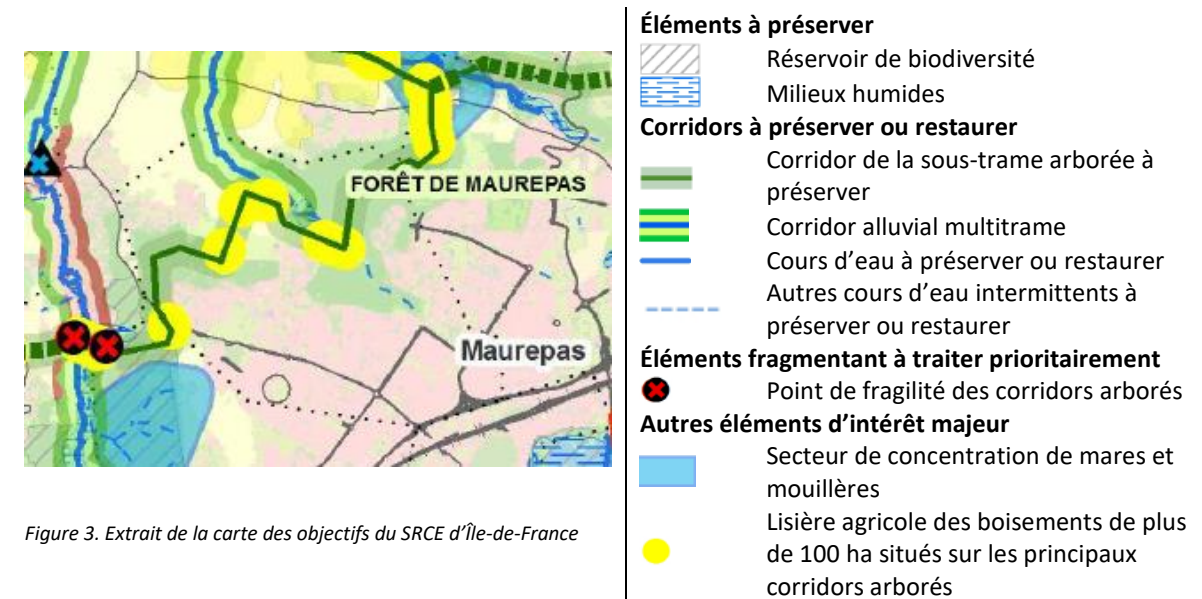 FORÊT DE MAUREPAS
Maurepas
Figure 3. Extrait de la carte des objectifs du SRCE d'Île-de-France
Éléments à préserver
Réservoir de biodiversité
Milieux humides
Corridors à préserver ou restaurer
Corridor de la sous-trame arborée à
préserver
Corridor alluvial multitrame
Cours d'eau à préserver ou restaurer
Autres cours d'eau intermittents à
préserver ou restaurer
Éléments fragmentant à traiter prioritairement
Point de fragilité des corridors arborés
Autres éléments d'intérêt majeur
Secteur de concentration de mares et
mouillères
Lisière agricole des boisements de plus
de 100 ha situés sur les principaux
corridors arborés